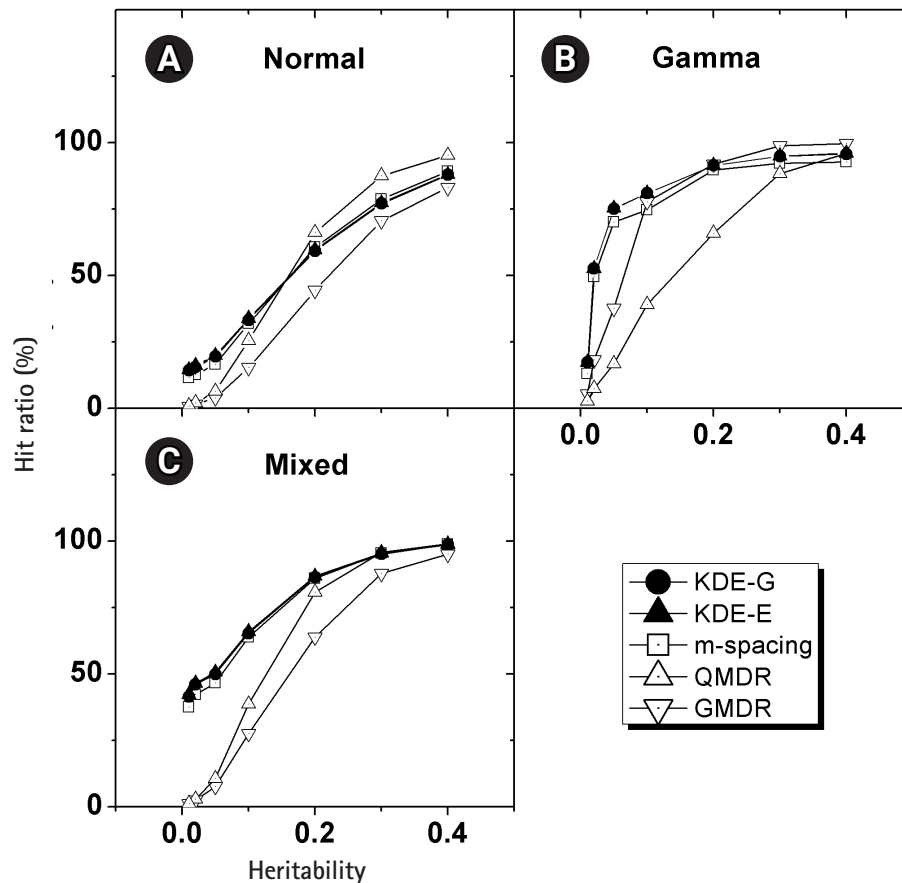 A Normal
B Gamma
100
50
0
0.0 0.2 0.4
C Mixed
100
50
0
0.0 0.2 0.4
Hit ratio (%)
Heritability
KDE-G
KDE-E
m-spacing
QMDR
GMDR